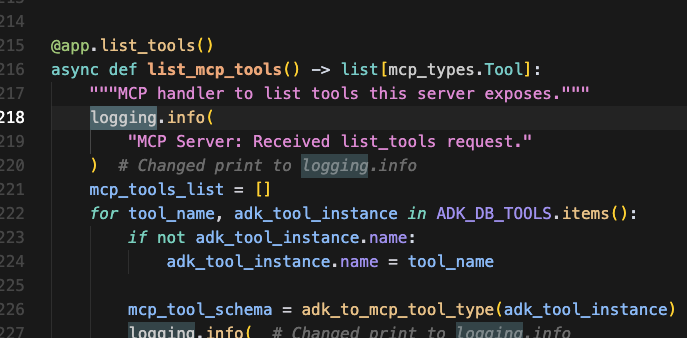 214
215 @app.list_tools()
216 async def list_mcp_tools() -> list[mcp_types.Tool]:
217 """MCP handler to list tools this server exposes."""
218 logging.info(
219 "MCP Server: Received list_tools request."
220 )  # Changed print to logging.info
221 mcp_tools_list = []
222 for tool_name, adk_tool_instance in ADK_DB_TOOLS.items():
223 if not adk_tool_instance.name:
224 adk_tool_instance.name = tool_name
225
226 mcp_tool_schema = adk_to_mcp_tool_type(adk_tool_instance)
227 logging.info(  # Changed print to logging.info